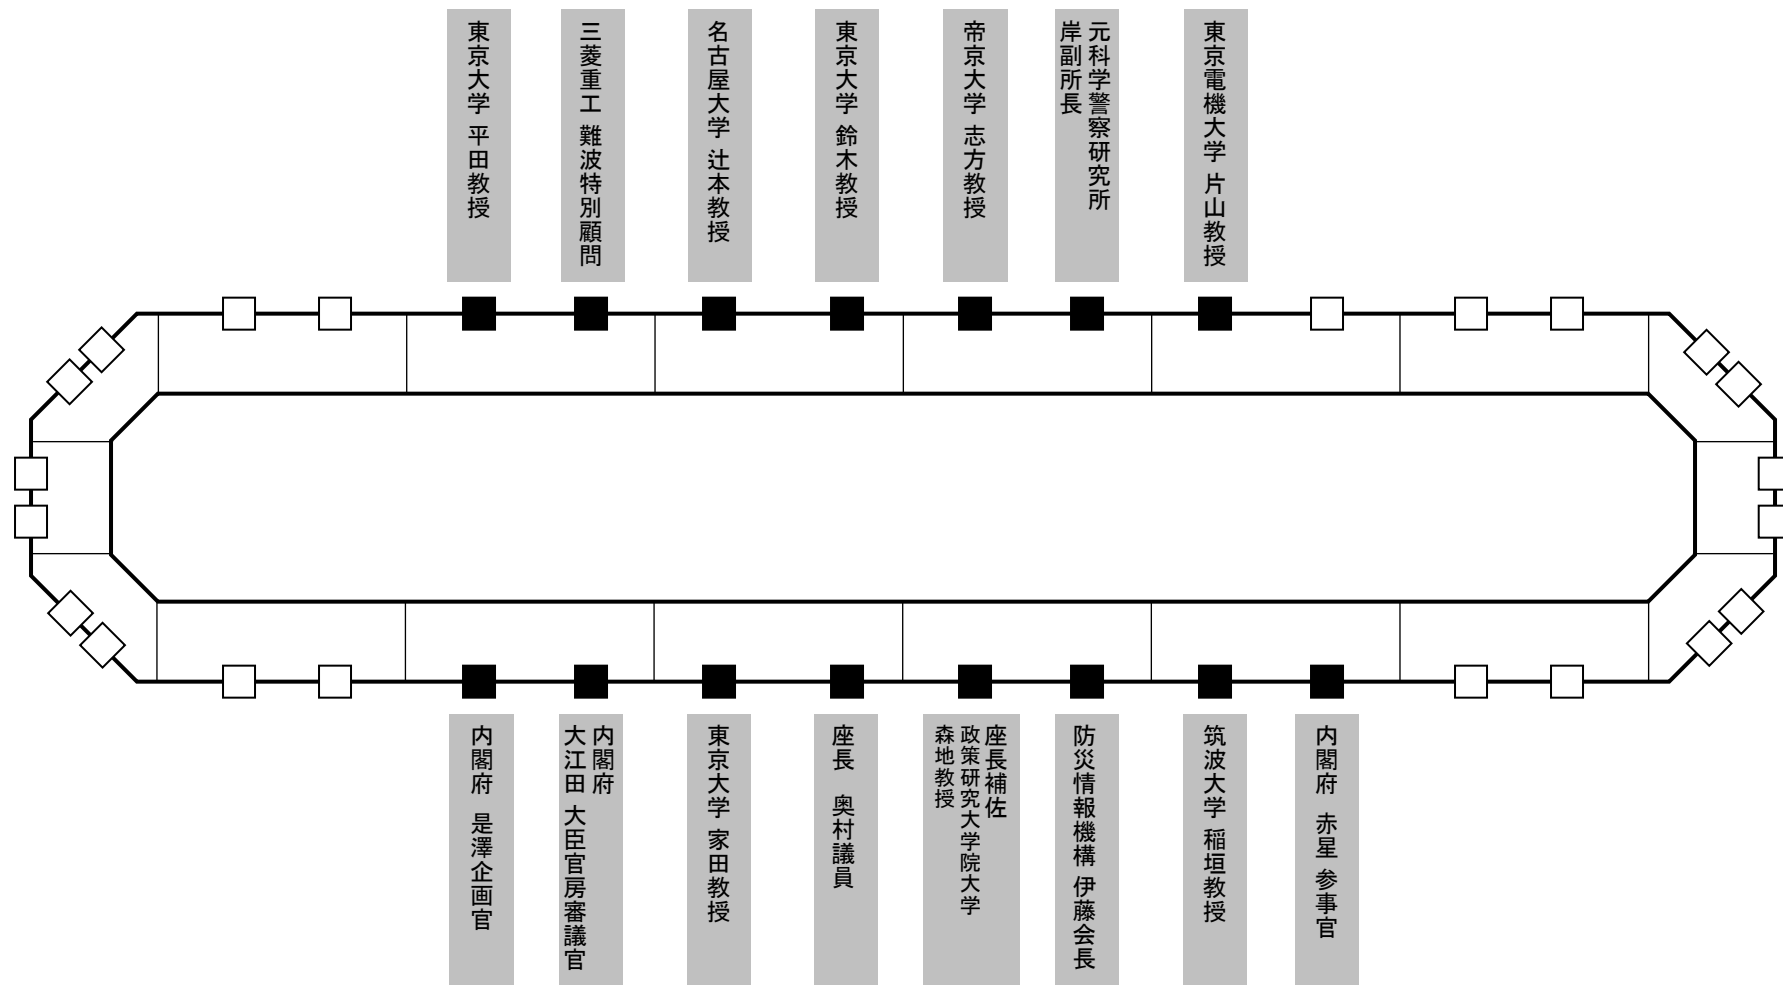 東京大学 平田教授
三菱重工 難波特別顧問
名古屋大学 辻本教授
東京大学 鈴木教授
帝京大学 志方教授
元科学警察研究所
岸副所長
東京電機大学 片山教授
内閣府 是澤企画官
内閣府
大江田 大臣官房審議官
東京大学 家田教授
座長 奥村議員
座長補佐
政策研究大学院大学
森地教授
防災情報機構 伊藤会長
筑波大学 稲垣教授
内閣府 赤星 参事官